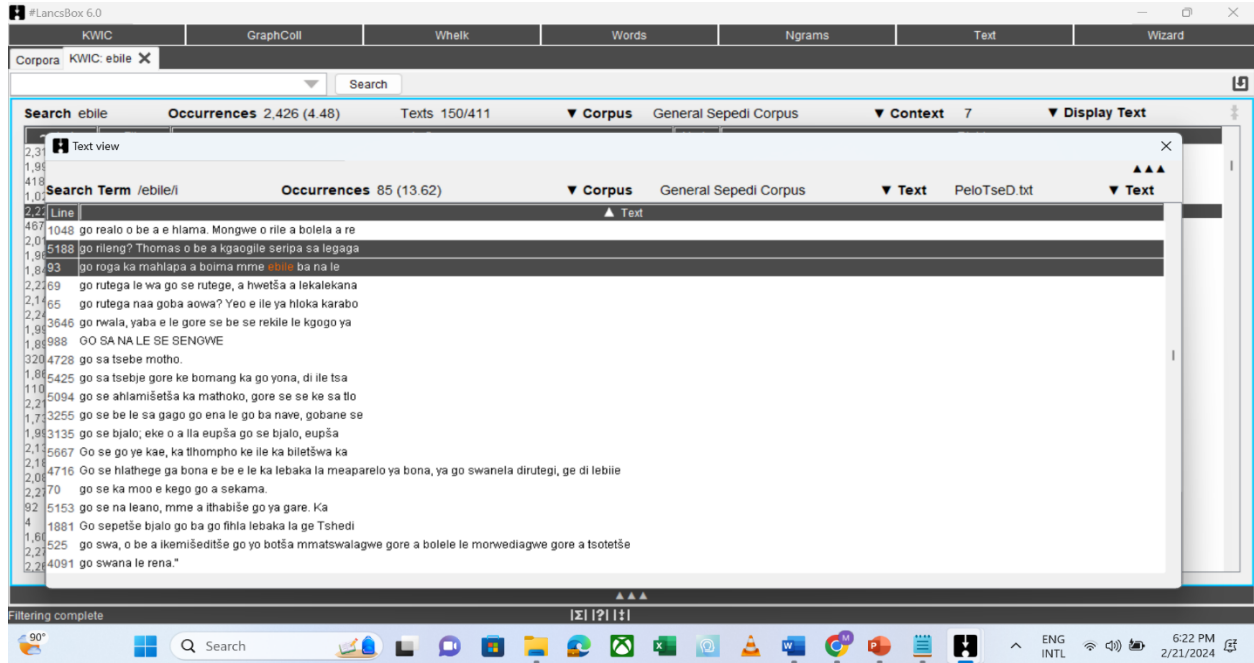 #LancsBox 6.0
KWIC GraphColl Whelk Words Ngrams Text Wizard
Corpora KWIC: ebile
Search
Search ebile Occurrences 2,426 (4.48) Texts 150/411 ▼ Corpus General Sepedi Corpus ▼ Context 7 ▼ Display Text
Text view
Search Term /ebile/i Occurrences 85 (13.62) ▼ Corpus General Sepedi Corpus ▼ Text PeloTseD.txt ▼ Text
Line ▲ Text
1048 go realo o be a e hlama. Mongwe o rile a bolela a re
5188 go rileng? Thomas o be a kgaogile seripa sa legaga
93 go roga ka mahlapa a boima mme ebile ba na le
69 go rutega le wa go se rutege, a hwetša a lekalekana
65 go rutega naa goba aowa? Yeo e ile ya hloka karabo
3646 go rwala, yaba e le gore se be se rekile le kgogo ya
988 GO SA NA LE SE SENGWE
4728 go sa tsebe motho.
5425 go sa tsebje gore ke bomang ka go yona, di ile tsa
5094 go se ahlamišetša ka mathoko, gore se se ke sa tlo
3255 go se be le sa gago go ena le go ba nave, gobane se
3135 go se bjalo; eke o a lla eupša go se bjalo, eupša
5667 Go se go ye kae, ka tlhompho ke ile ka biletšwa ka
4716 Go se hlathege ga bona e be e le ka lebaka la meaparelo ya bona, ya go swanela dirutegi, ge di lebiie
70 go se ka moo e kego go a sekama.
5153 go se na leano, mme a ithabiše go ya gare. Ka
1881 Go sepetše bjalo go ba go fihla lebaka la ge Tshedi
525 go swa, o be a ikemišeditše go yo botša mmatswalagwe gore a bolele le morwediagwe gore a tsotetše
4091 go swana le rena."
Filtering complete
90°
Search
ENG
INTL
6:22 PM
2/21/2024